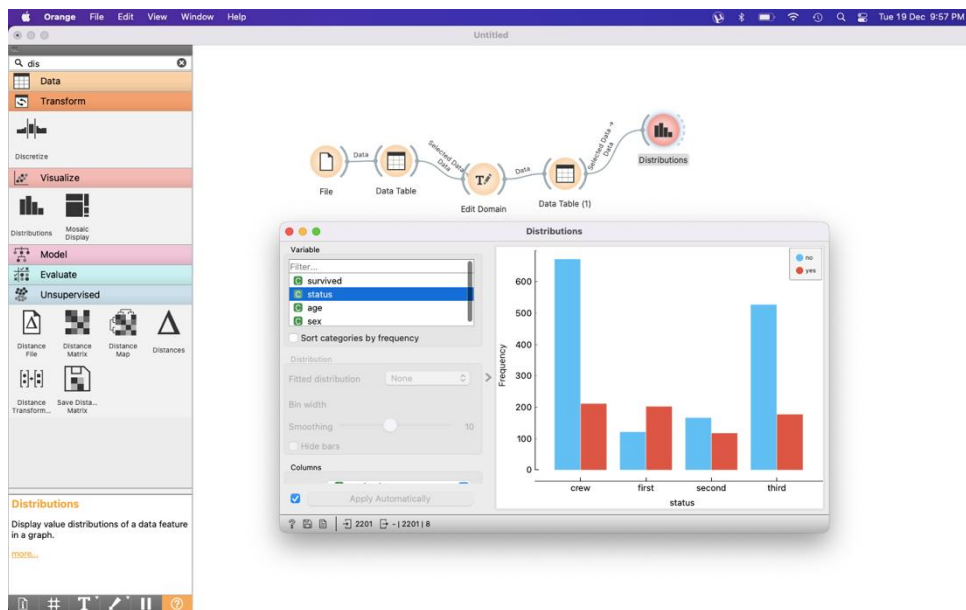 Orange File Edit View Window Help Tue 19 Dec 9:57 PM
Untitled
dis
Data
Transform
Discretize
Visualize
Distributions
Mosaic
Display
Model
Evaluate
Unsupervised
Distance
File
Distance
Matrix
Distance
Map
Distances
Distance
Transform...
Save Dista...
Matrix
Distributions
Display value distributions of a data feature
in a graph.
more...
File
Data
Data Table
Selected Data
Data
Edit Domain
Data
Data Table (1)
Selected Data →
Data
Distributions
Distributions
Variable
Filter...
C survived
C status
C age
C sex
Sort categories by frequency
Distribution
Fitted distribution None
Bin width
Smoothing 10
Hide bars
Columns
Apply Automatically
? 2201 - | 2201 | 8
no
yes
Frequency
600
500
400
300
200
100
0
crew first second third
status